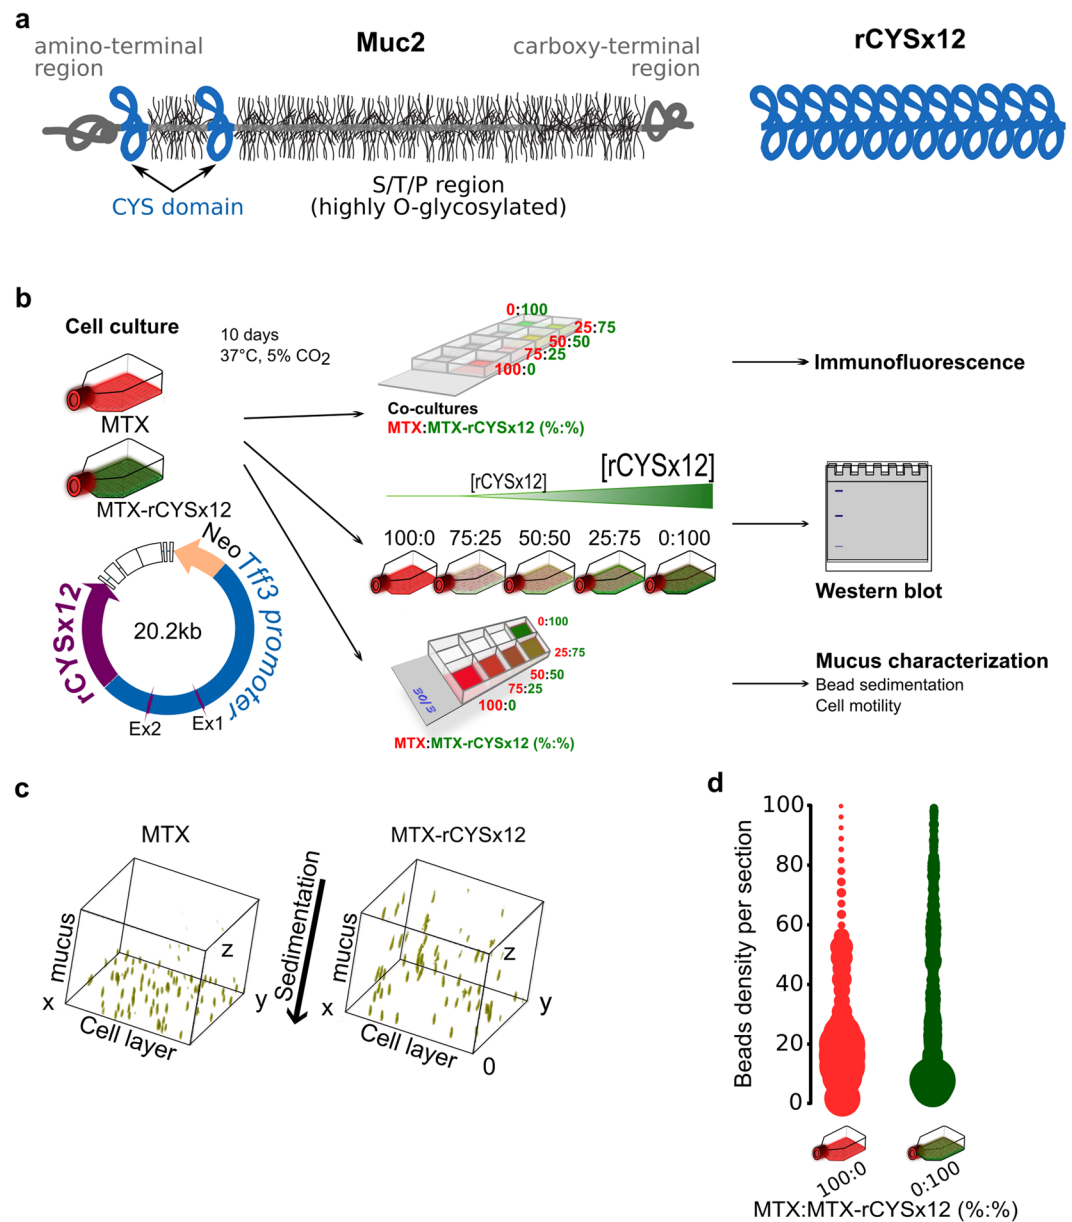 a
amino-terminal
region
Muc2
carboxy-terminal
region
rCYSx12
CYS domain
S/T/P region
(highly O-glycosylated)
b
Cell culture
MTX
MTX-rCYSx12
10 days
37°C, 5% CO2
0:100
25:75
50:50
75:25
100:0
Co-cultures
MTX:MTX-rCYSx12 (%:%)
Immunofluorescence
[rCYSx12]
[rCYSx12]
100:0 75:25 50:50 25:75 0:100
Western blot
Neo
Tff3 promoter
rCYSx12
20.2kb
Ex2
Ex1
0:100
25:75
50:50
75:25
100:0
30/3
MTX:MTX-rCYSx12 (%:%)
Mucus characterization
Bead sedimentation
Cell motility
c
MTX
mucus
x
Cell layer
y
z
Sedimentation
MTX-rCYSx12
mucus
x
Cell layer
y
z
0
d
Beads density per section
100
80
60
40
20
0
100:0
0:100
MTX:MTX-rCYSx12 (%:%)